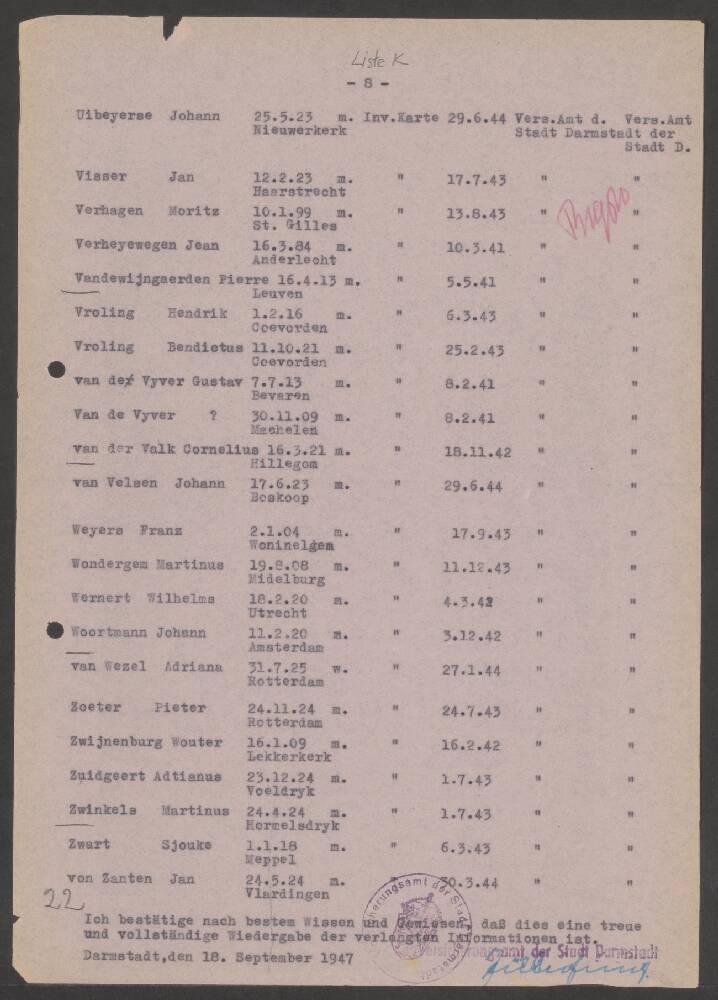 Liste K
- 8 -
Uibeyerse Johann 25.5.23 m. Inv.Karte 29.6.44 Vers.Amt d. Vers.Amt
Nieuwerkerk Stadt Darmstadt der
Stadt D.
Visser Jan 12.2.23 m. " 17.7.43 " "
Haarstrecht
Verhagen Moritz 10.1.99 m. " 13.8.43 " "
St. Gilles
Verheyewegen Jean 16.3.84 m. " 10.3.41 " "
Anderlecht
Vandewijngaerden Pierre 16.4.13 m. " 5.5.41 " "
Leuven
Vroling Hendrik 1.2.16 m. " 6.3.43 " "
Coevorden
Vroling Bendictus 11.10.21 m. " 25.2.43 " "
Coevorden
van der Vyver Gustav 7.7.13 m. " 8.2.41 " "
Bevaren
Van de Vyver ? 30.11.09 m. " 8.2.41 " "
Mechelen
van der Valk Cornelius 16.3.21 m. " 18.11.42 " "
Hillegom
van Velsen Johann 17.6.23 m. " 29.6.44 " "
Boskoop
Weyers Franz 2.1.04 m. " 17.9.43 " "
Woninelgem
Wondergem Martinus 19.8.08 m. " 11.12.43 " "
Midelburg
Wernert Wilhelms 18.2.20 m. " 4.3.42 " "
Utrecht
Woortmann Johann 11.2.20 m. " 3.12.42 " "
Amsterdam
van Wezel Adriana 31.7.25 w. " 27.1.44 " "
Rotterdam
Zoeter Pieter 24.11.24 m. " 24.7.43 " "
Rotterdam
Zwijnenburg Wouter 16.1.09 m. " 16.2.42 " "
Lekkerkerk
Zuidgeert Adtianus 23.12.24 m. " 1.7.43 " "
Voeldryk
Zwinkels Martinus 24.4.24 m. " 1.7.43 " "
Hormelsdryk
Zwart Sjouke 1.1.18 m. " 6.3.43 " "
Meppel
von Zanten Jan 24.5.24 m. " 30.3.44 " "
Vlardingen
22
Ich bestätige nach bestem Wissen und Gewissen, daß dies eine treue
und vollständige Wiedergabe der verlangten Informationen ist.
Darmstadt,den 18. September 1947 der Stadt Darmstadt